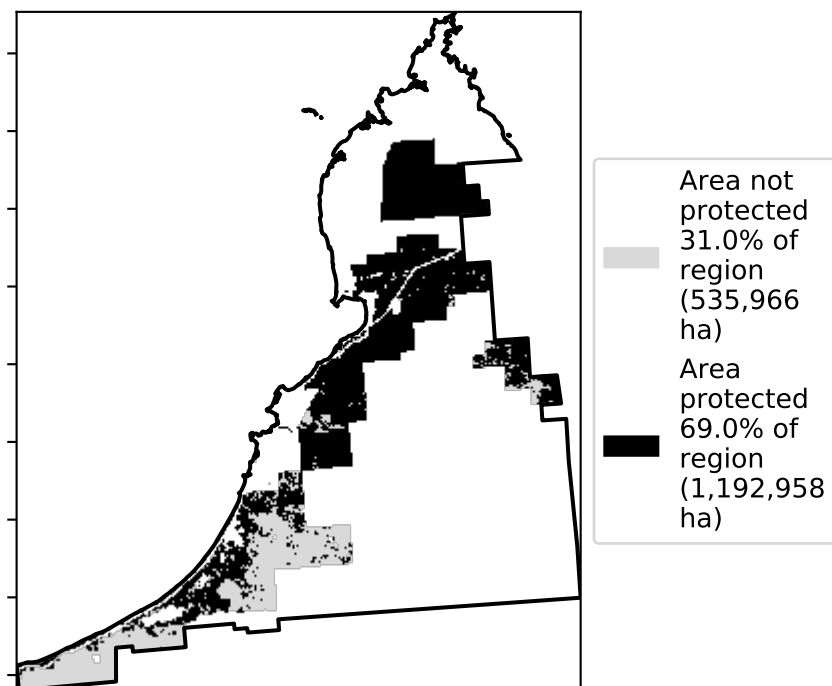 Area not
protected
31.0% of
region
(535,966
ha)
Area
protected
69.0% of
region
(1,192,958
ha)